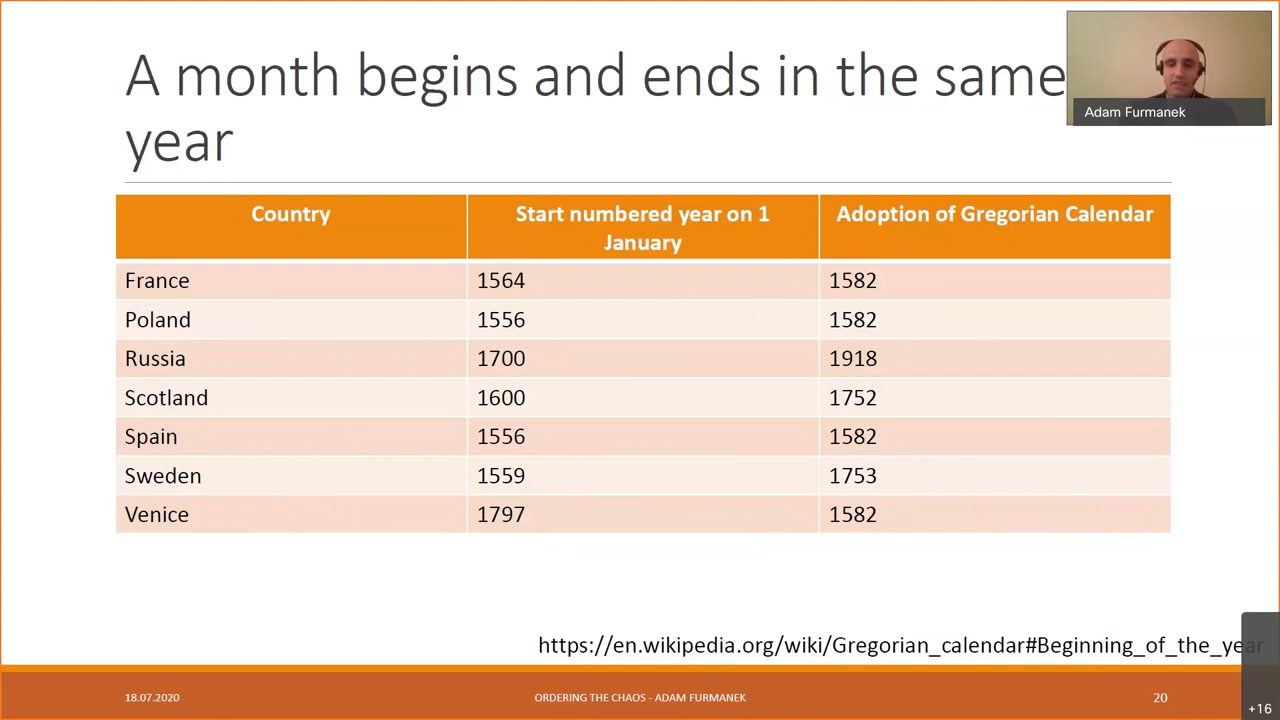 A month begins and ends in the same
year
Adam Furmanek
Country Start numbered year on 1 Adoption of Gregorian Calendar
January
France 1564 1582
Poland 1556 1582
Russia 1700 1918
Scotland 1600 1752
Spain 1556 1582
Sweden 1559 1753
Venice 1797 1582
https://en.wikipedia.org/wiki/Gregorian_calendar#Beginning_of_the_year
18.07.2020 ORDERING THE CHAOS - ADAM FURMANEK 20
+16